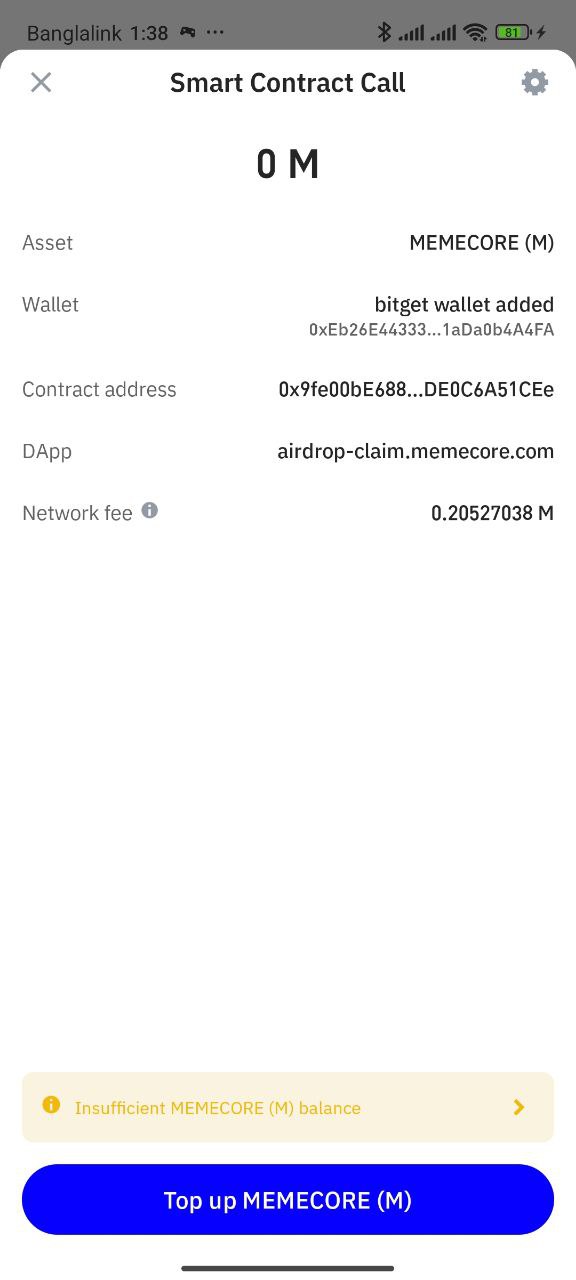 Banglalink 1:38 81
Smart Contract Call
0 M
Asset MEMECORE (M)
Wallet bitget wallet added
0xEb26E44333...1aDa0b4A4FA
Contract address 0x9fe00bE688...DE0C6A51CEe
DApp airdrop-claim.memecore.com
Network fee 0.20527038 M
Insufficient MEMECORE (M) balance
Top up MEMECORE (M)